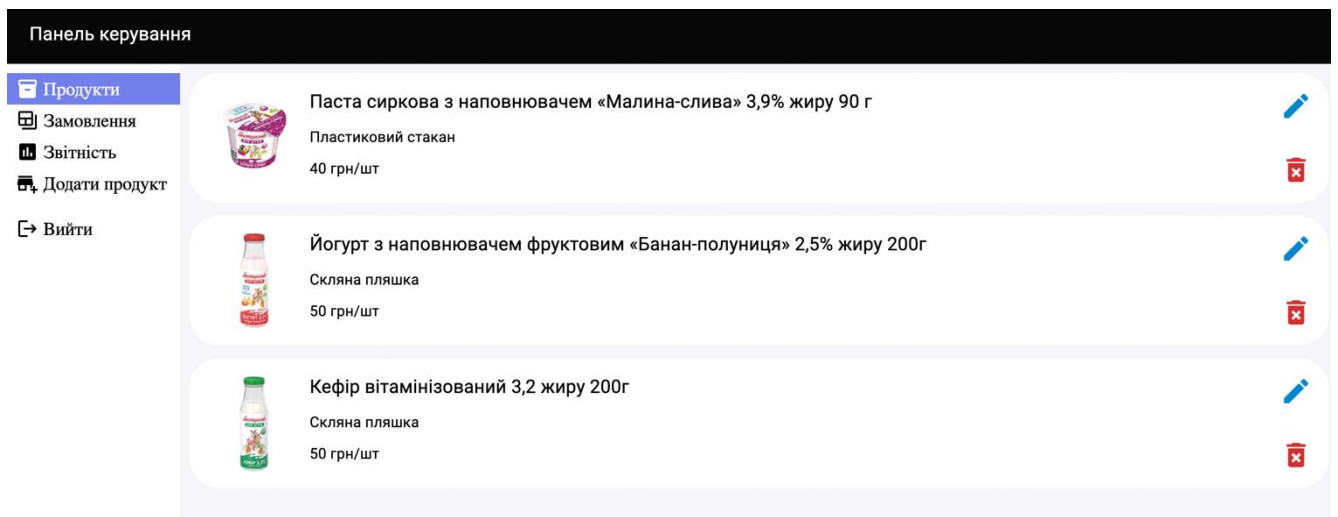 Панель керування
Продукти
Замовлення
Звітність
Додати продукт
Вийти
Паста сиркова з наповнювачем «Малина-слива» 3,9% жиру 90 г
Пластиковий стакан
40 грн/шт
Йогурт з наповнювачем фруктовим «Банан-полуниця» 2,5% жиру 200г
Скляна пляшка
50 грн/шт
Кефір вітамінізований 3,2 жиру 200г
Скляна пляшка
50 грн/шт